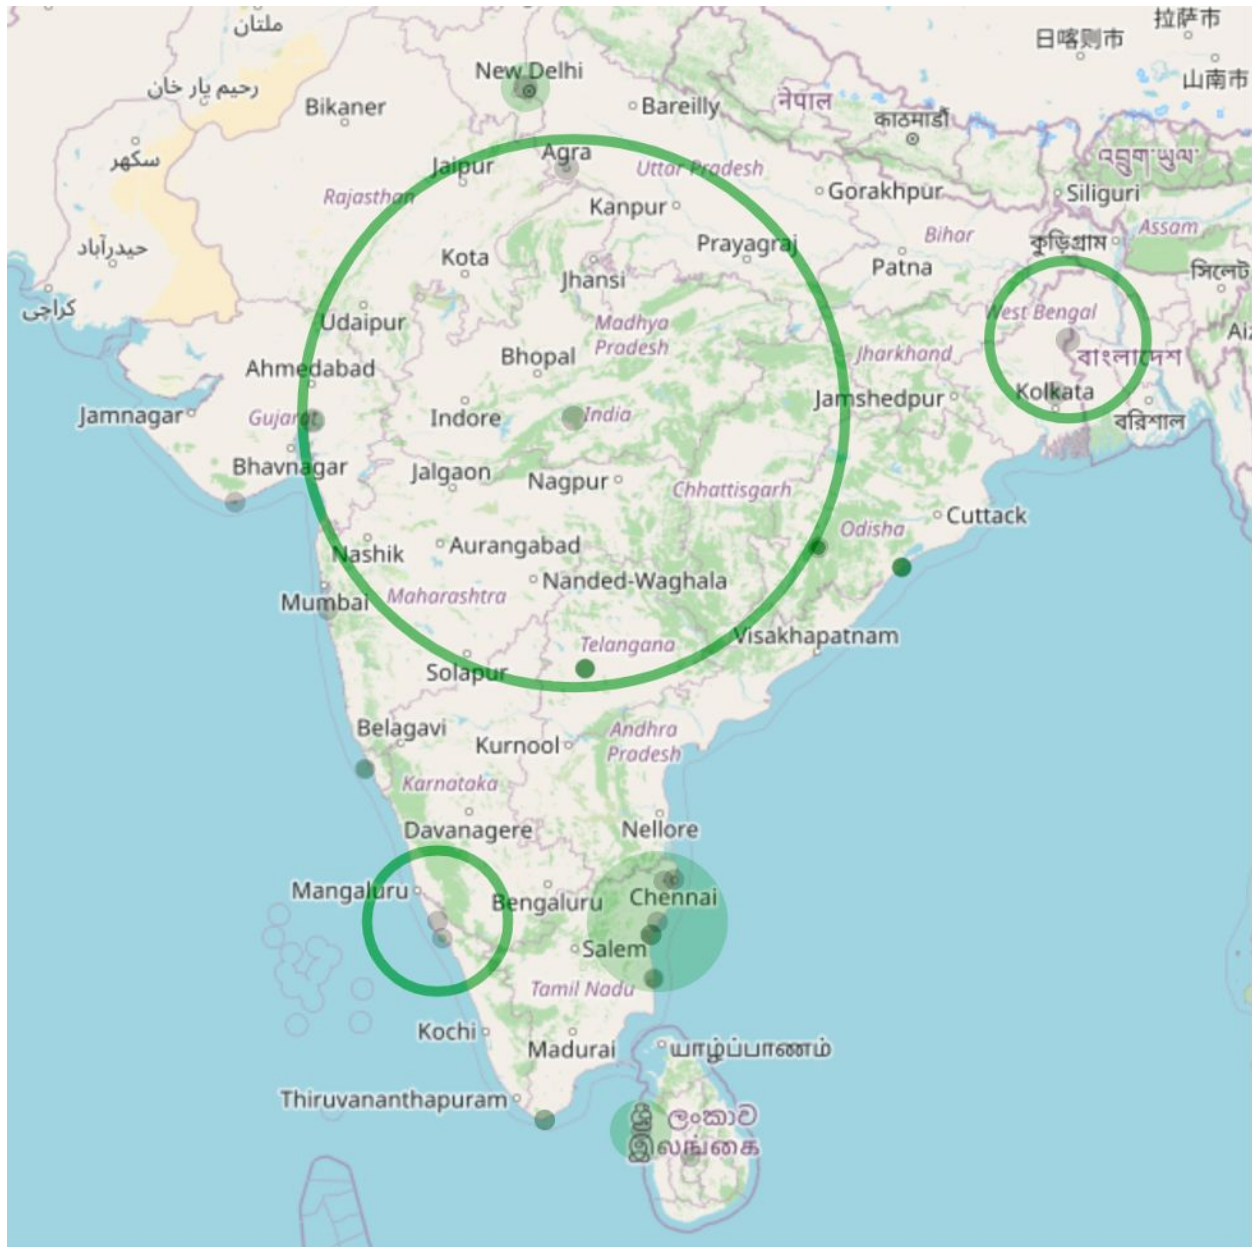 ملتان
拉萨市
日喀则市
山南市
New Delhi
رحیم یار خان
Bikaner
Bareilly
नेपाल
काठमाडौँ
سکھر
Agra
Jaipur
Uttar Pradesh
འབྲུག་ཡུལ་
Rajasthan
Kanpur
Gorakhpur
Siliguri
حیدرآباد
Kota
Prayagraj
Bihar
Patna
কুড়িগ্রাম
Assam
সিলেট
Jhansi
کراچی
Udaipur
Madhya
Pradesh
West Bengal
Bhopal
Jharkhand
বাংলাদেশ
Ahmedabad
Kolkata
Jamnagar
Gujarat
Indore
India
Jamshedpur
বরিশাল
Bhavnagar
Jalgaon
Nagpur
Chhattisgarh
Cuttack
Odisha
Nashik
Aurangabad
Nanded-Waghala
Mumbai
Maharashtra
Telangana
Visakhapatnam
Solapur
Belagavi
Kurnool
Andhra
Pradesh
Karnataka
Davanagere
Nellore
Mangaluru
Bengaluru
Chennai
Salem
Tamil Nadu
Kochi
Madurai
யாழ்ப்பாணம்
Thiruvananthapuram
ශ්‍රී ලංකාව
இலங்கை